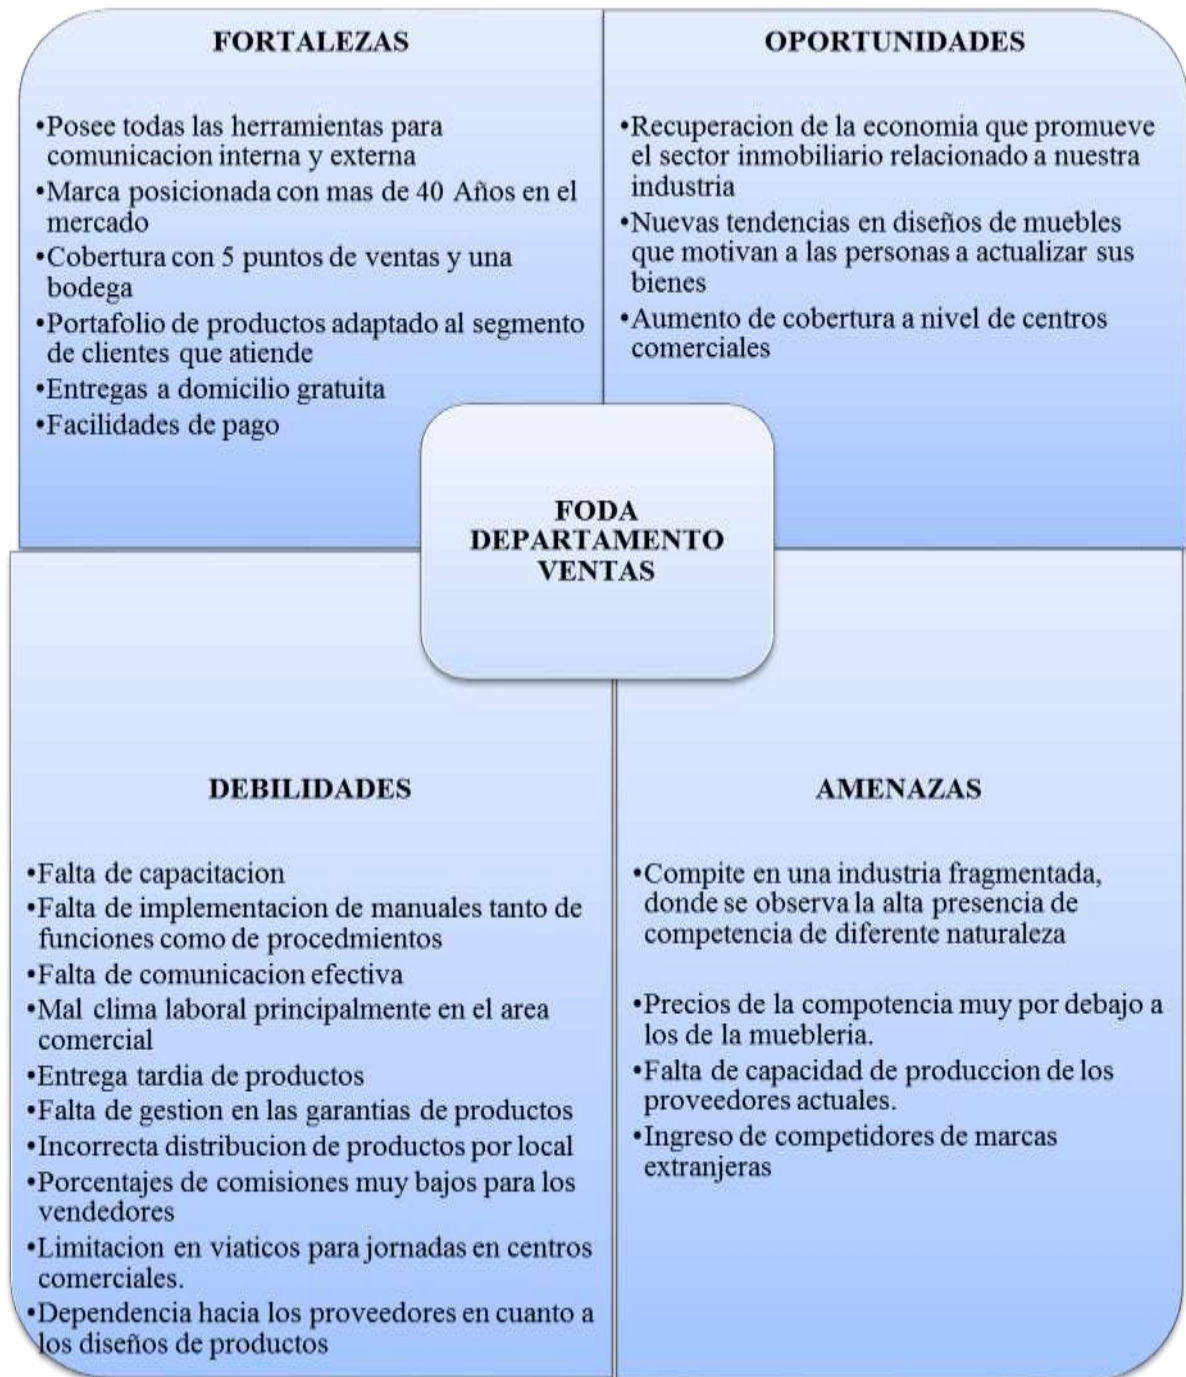 FORTALEZAS
•Posee todas las herramientas para
comunicacion interna y externa
•Marca posicionada con mas de 40 Años en el
mercado
•Cobertura con 5 puntos de ventas y una
bodega
•Portafolio de productos adaptado al segmento
de clientes que atiende
•Entregas a domicilio gratuita
•Facilidades de pago
OPORTUNIDADES
•Recuperacion de la economia que promueve
el sector inmobiliario relacionado a nuestra
industria
•Nuevas tendencias en diseños de muebles
que motivan a las personas a actualizar sus
bienes
•Aumento de cobertura a nivel de centros
comerciales
FODA
DEPARTAMENTO
VENTAS
DEBILIDADES
•Falta de capacitacion
•Falta de implementacion de manuales tanto de
funciones como de procedmientos
•Falta de comunicacion efectiva
•Mal clima laboral principalmente en el area
comercial
•Entrega tardia de productos
•Falta de gestion en las garantias de productos
•Incorrecta distribucion de productos por local
•Porcentajes de comisiones muy bajos para los
vendedores
•Limitacion en viaticos para jornadas en centros
comerciales.
•Dependencia hacia los proveedores en cuanto a
los diseños de productos
AMENAZAS
•Compite en una industria fragmentada,
donde se observa la alta presencia de
competencia de diferente naturaleza
•Precios de la compotencia muy por debajo a
los de la muebleria.
•Falta de capacidad de produccion de los
proveedores actuales.
•Ingreso de competidores de marcas
extranjeras